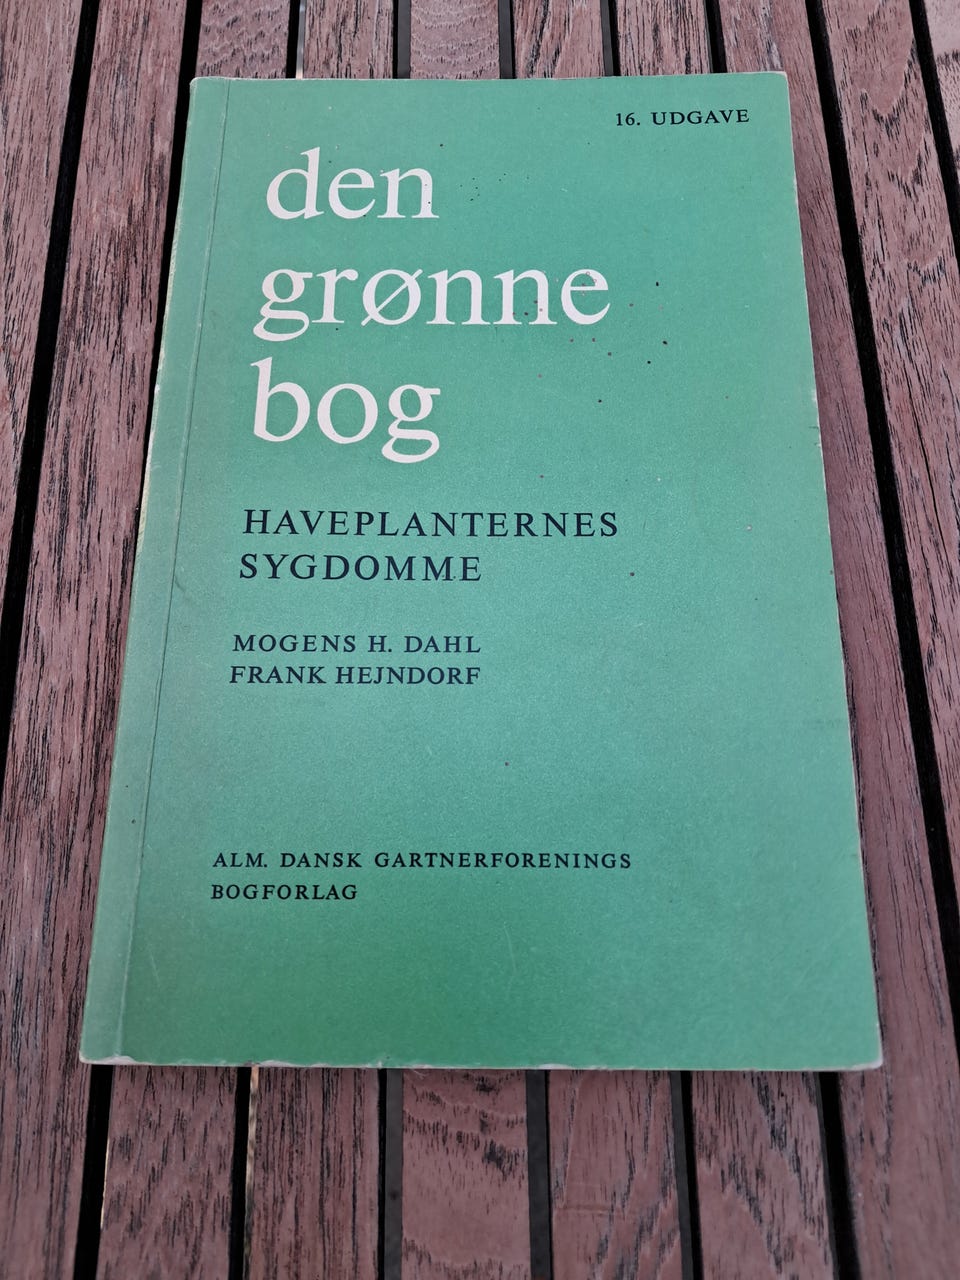 16. UDGAVE
den
grønne
bog
HAVEPLANTERNES
SYGDOMME
MOGENS H. DAHL
FRANK HEJNDORF
ALM. DANSK GARTNERFORENINGS
BOGFORLAG